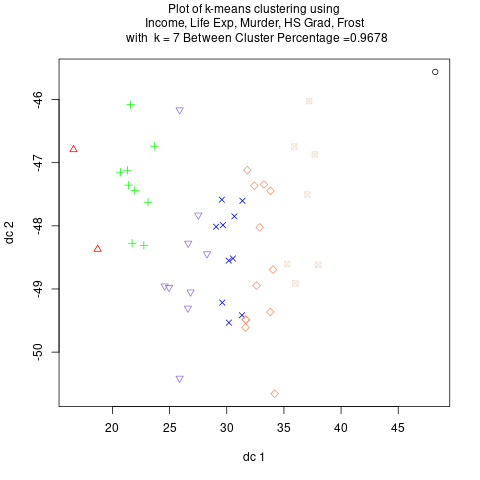 Plot of k-means clustering using
Income, Life Exp, Murder, HS Grad, Frost
with k = 7 Between Cluster Percentage =0.9678
-46
-47
-48
-49
-50
dc 2
20 25 30 35 40 45
dc 1